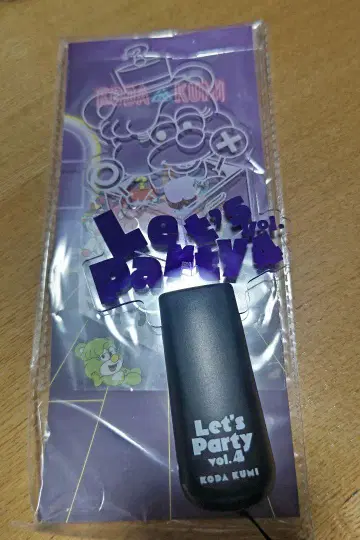 KODA KUMI
Let's
vol.
Party 4
Let's
Party
vol.4
KODA KUMI